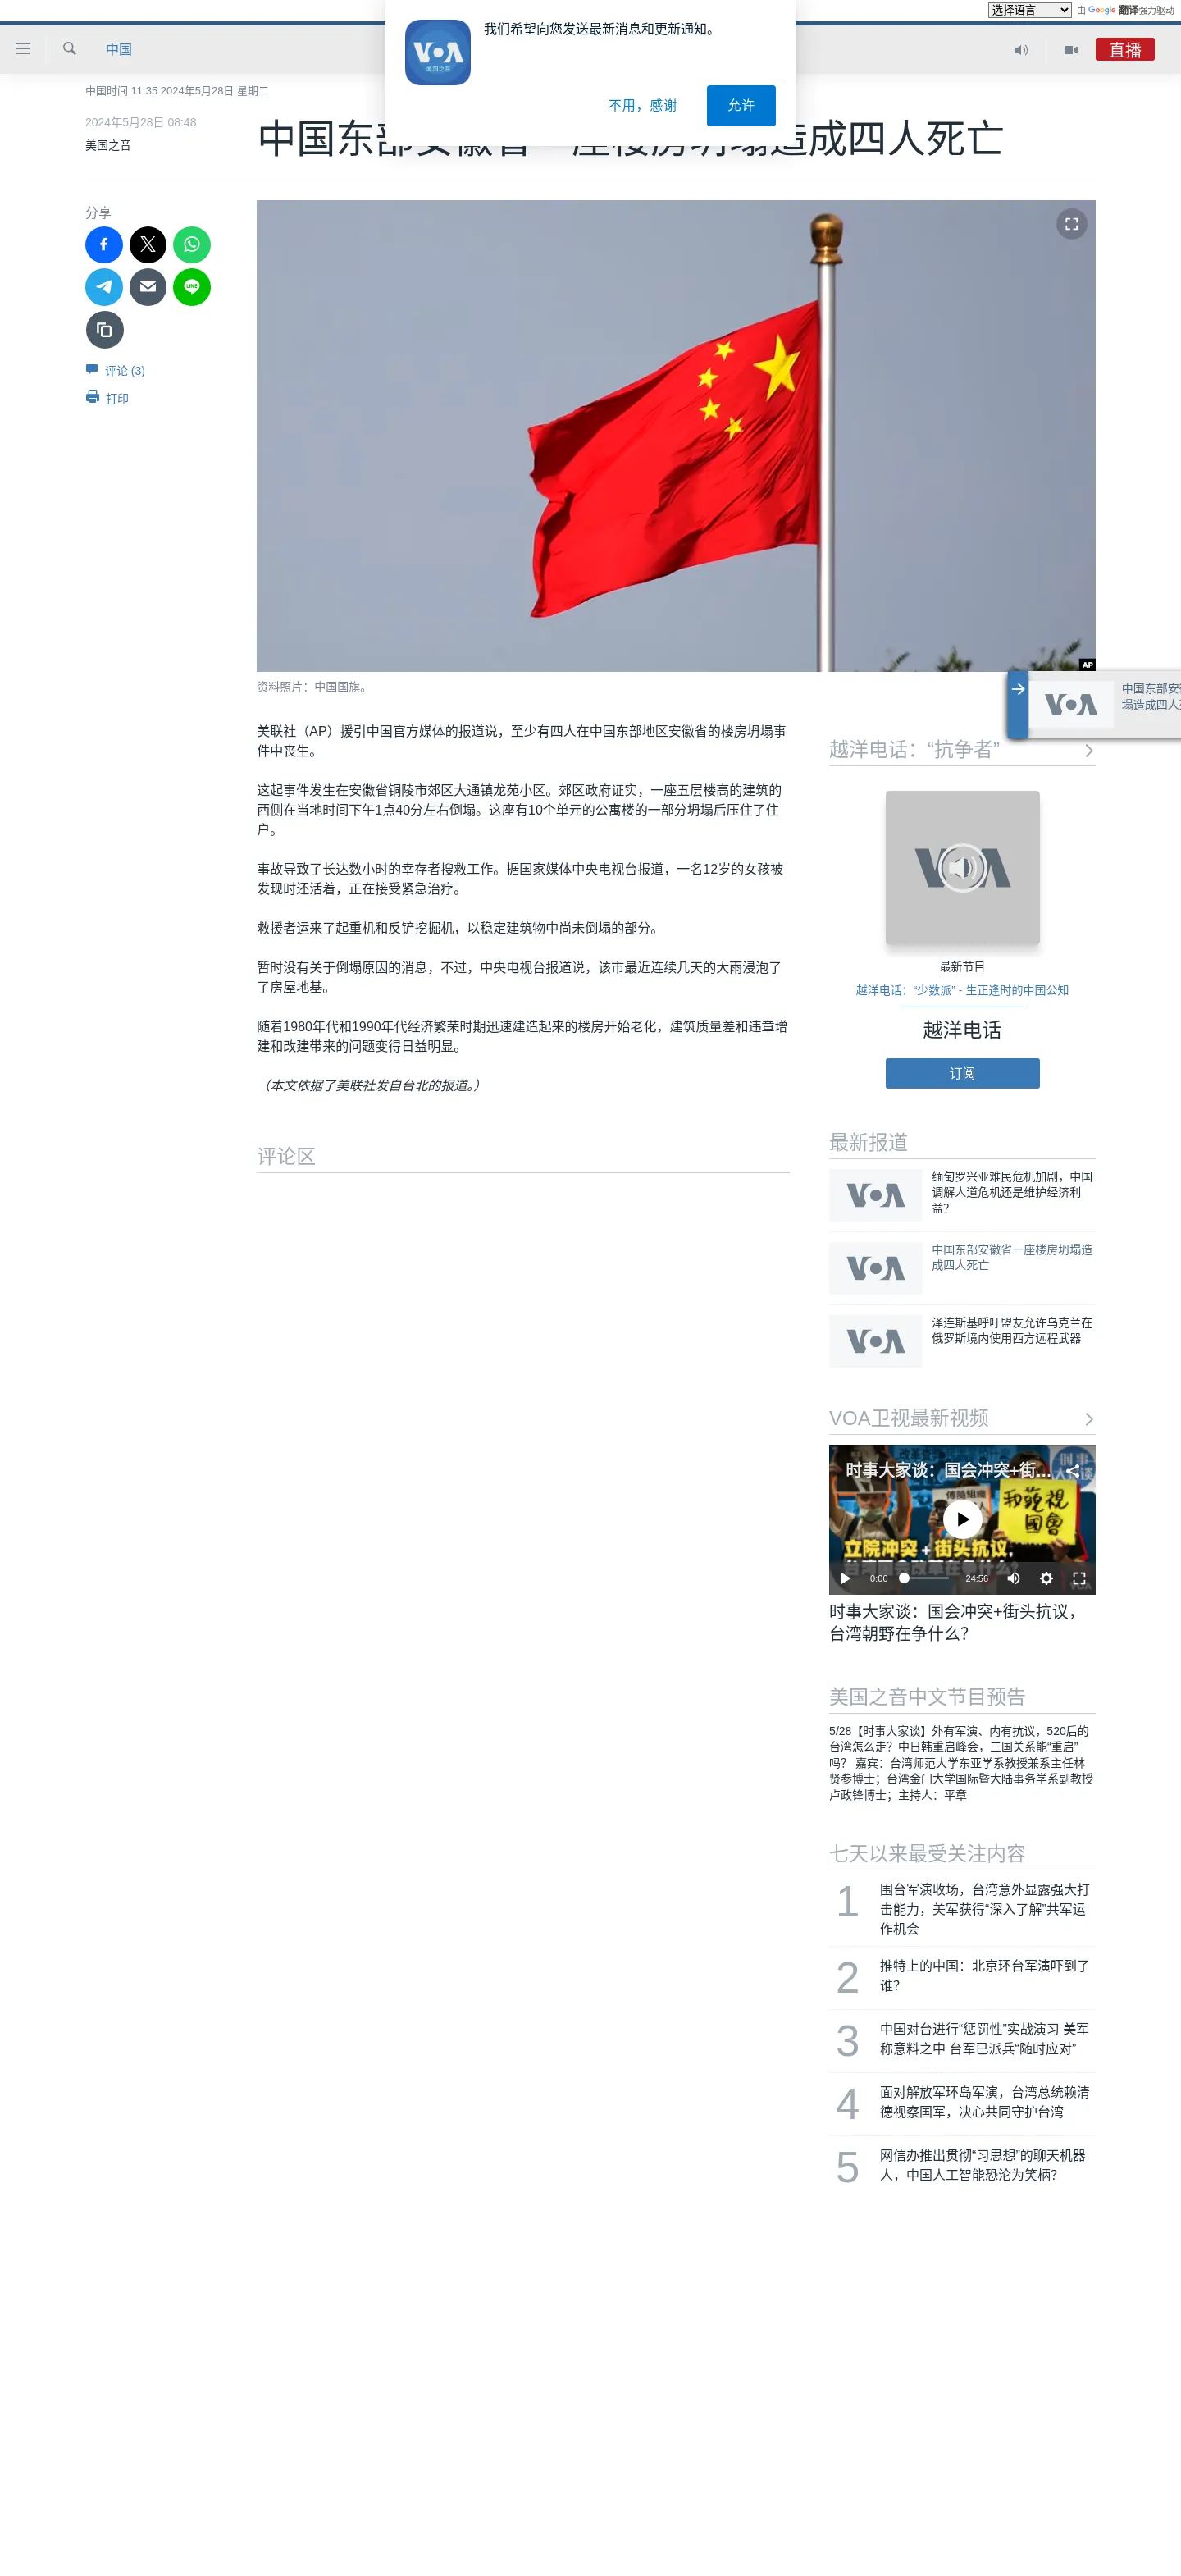 选择语言
由 Google 翻译强力驱动
我们希望向您发送最新消息和更新通知。
VOA
美国之音
不用，感谢
允许
中国
直播
中国时间 11:35 2024年5月28日 星期二
2024年5月28日 08:48
美国之音
中国东部安徽省一座楼房坍塌造成四人死亡
分享
LINE
评论 (3)
打印
AP
资料照片：中国国旗。
美联社（AP）援引中国官方媒体的报道说，至少有四人在中国东部地区安徽省的楼房坍塌事
件中丧生。
这起事件发生在安徽省铜陵市郊区大通镇龙苑小区。郊区政府证实，一座五层楼高的建筑的
西侧在当地时间下午1点40分左右倒塌。这座有10个单元的公寓楼的一部分坍塌后压住了住
户。
事故导致了长达数小时的幸存者搜救工作。据国家媒体中央电视台报道，一名12岁的女孩被
发现时还活着，正在接受紧急治疗。
救援者运来了起重机和反铲挖掘机，以稳定建筑物中尚未倒塌的部分。
暂时没有关于倒塌原因的消息，不过，中央电视台报道说，该市最近连续几天的大雨浸泡了
了房屋地基。
随着1980年代和1990年代经济繁荣时期迅速建造起来的楼房开始老化，建筑质量差和违章增
建和改建带来的问题变得日益明显。
（本文依据了美联社发自台北的报道。）
评论区
VOA
中国东部安
塌造成四人
越洋电话：“抗争者”
VOA
最新节目
越洋电话：“少数派” - 生正逢时的中国公知
越洋电话
订阅
最新报道
VOA
缅甸罗兴亚难民危机加剧，中国
调解人道危机还是维护经济利
益？
VOA
中国东部安徽省一座楼房坍塌造
成四人死亡
VOA
泽连斯基呼吁盟友允许乌克兰在
俄罗斯境内使用西方远程武器
VOA卫视最新视频
时事大家谈：国会冲突+街...
我藐視
國會
立院冲突+街头抗议，
0:00
24:56
时事大家谈：国会冲突+街头抗议，
台湾朝野在争什么？
美国之音中文节目预告
5/28【时事大家谈】外有军演、内有抗议，520后的
台湾怎么走？中日韩重启峰会，三国关系能“重启”
吗？ 嘉宾：台湾师范大学东亚学系教授兼系主任林
贤参博士；台湾金门大学国际暨大陆事务学系副教授
卢政锋博士；主持人：平章
七天以来最受关注内容
1
围台军演收场，台湾意外显露强大打
击能力，美军获得“深入了解”共军运
作机会
2
推特上的中国：北京环台军演吓到了
谁？
3
中国对台进行“惩罚性”实战演习 美军
称意料之中 台军已派兵“随时应对”
4
面对解放军环岛军演，台湾总统赖清
德视察国军，决心共同守护台湾
5
网信办推出贯彻“习思想”的聊天机器
人，中国人工智能恐沦为笑柄？